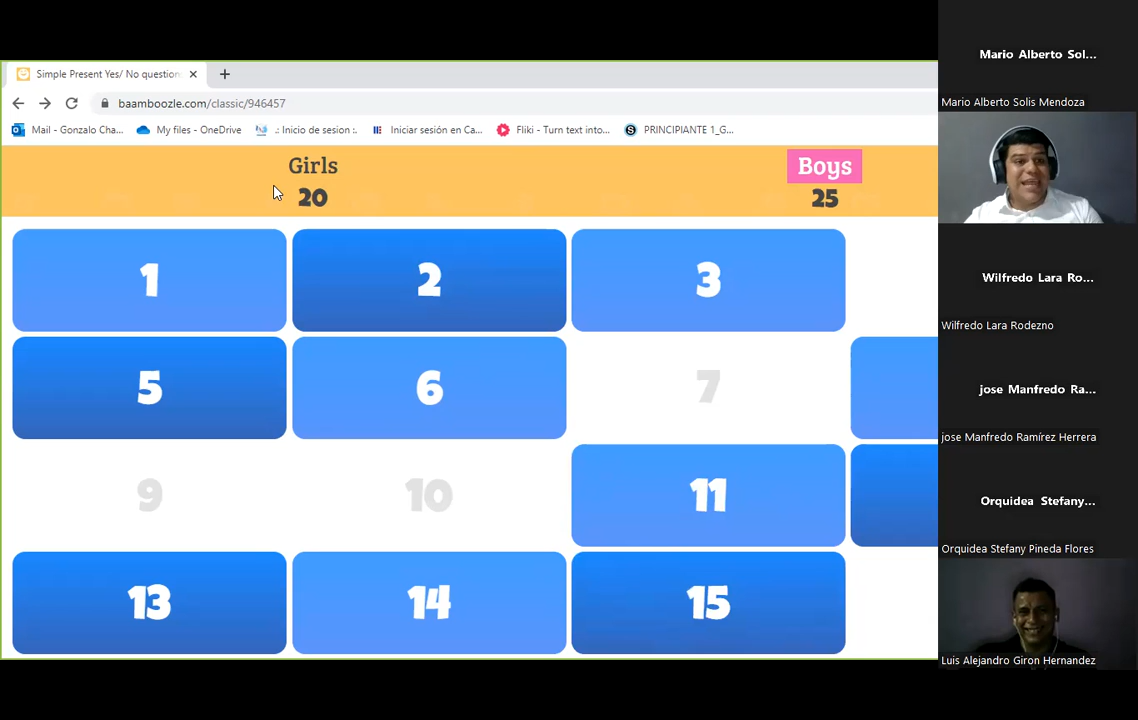 Simple Present Yes/ No question
baamboozle.com/classic/946457
Mail - Gonzalo Cha... My files - OneDrive .: Inicio de sesion :. Iniciar sesión en Ca... Fliki - Turn text into... PRINCIPIANTE 1_G...
Girls Boys
20 25
1 2 3
5 6 7
9 10 11
13 14 15
Mario Alberto Sol...
Mario Alberto Solis Mendoza
Wilfredo Lara Ro...
Wilfredo Lara Rodezno
jose Manfredo Ra...
jose Manfredo Ramírez Herrera
Orquidea Stefany...
Orquidea Stefany Pineda Flores
Luis Alejandro Giron Hernandez